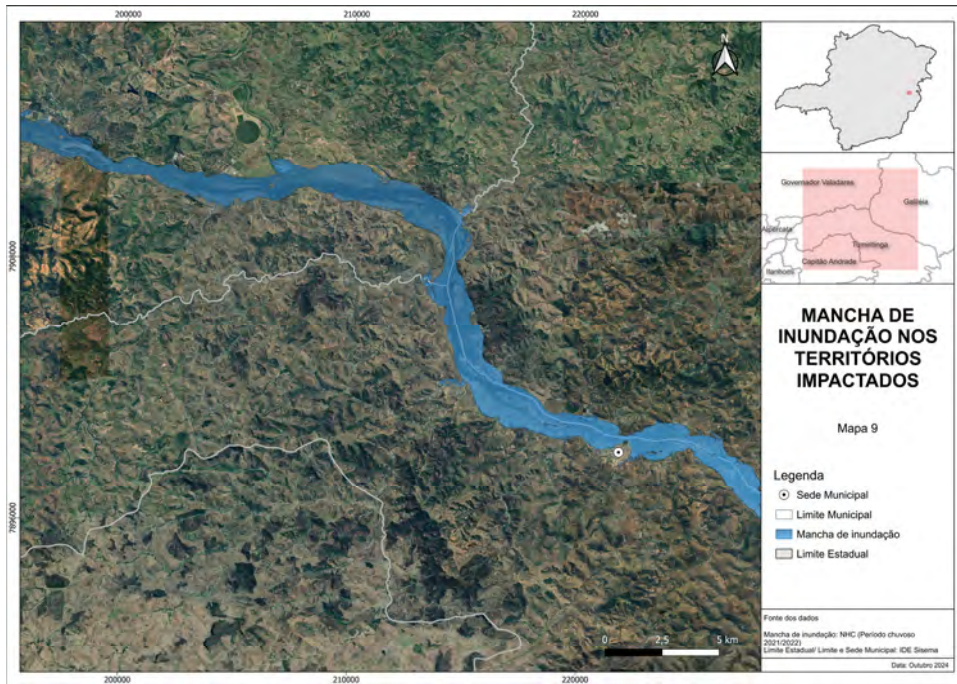 200000
210000
220000
N
7908000
7896000
0
2,5
5 km
200000
210000
220000
Governador Valadares
Galiléia
Alpercata
Tumiritinga
Capitão Andrade
Itanhomi
MANCHA DE
INUNDAÇÃO NOS
TERRITÓRIOS
IMPACTADOS
Mapa 9
Legenda
Sede Municipal
Limite Municipal
Mancha de inundação
Limite Estadual
Fonte dos dados
Mancha de inundação: NHC (Período chuvoso
2021/2022)
Limite Estadual/ Limite e Sede Municipal: IDE Sisema
Data: Outubro 2024